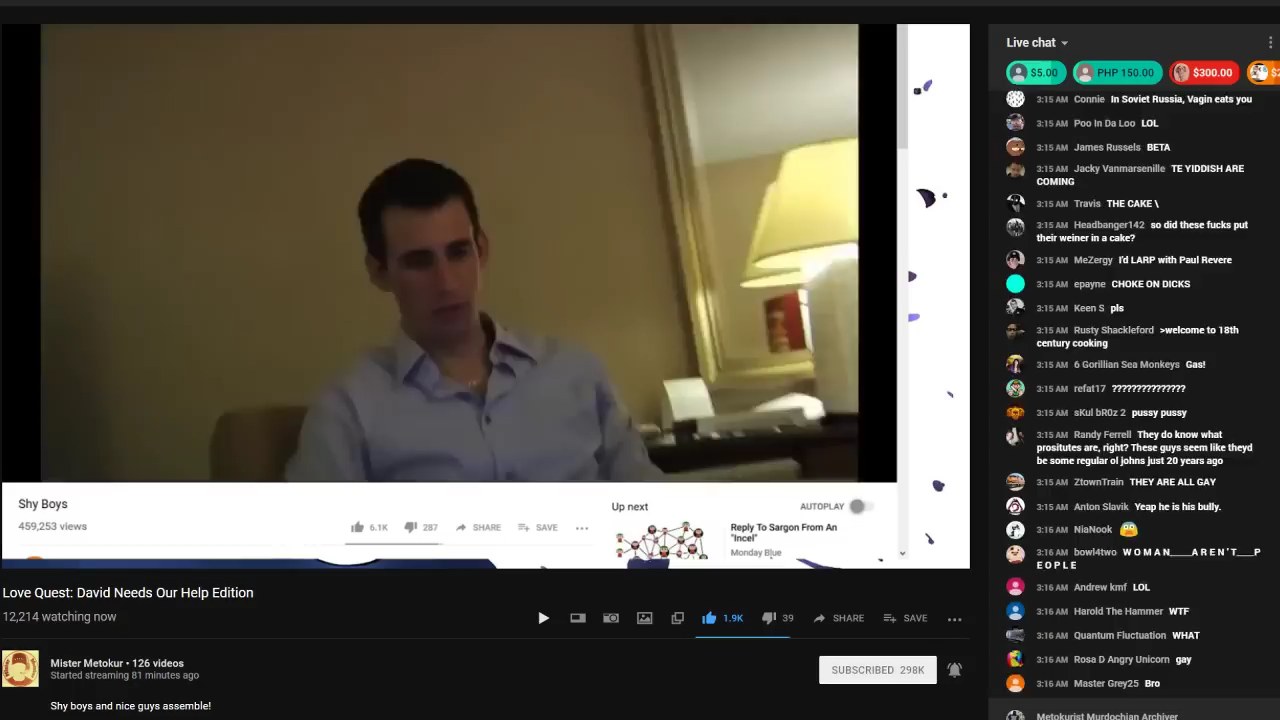 Shy Boys
459,253 views
6.1K
287
SHARE
SAVE
Up next
AUTOPLAY
Reply To Sargon From An
"Incel"
Monday Blue
Love Quest: David Needs Our Help Edition
12,214 watching now
1.9K
39
SHARE
SAVE
Mister Metokur • 126 videos
Started streaming 81 minutes ago
SUBSCRIBED 298K
Shy boys and nice guys assemble!
Live chat
$5.00
PHP 150.00
$300.00
3:15 AM Connie In Soviet Russia, Vagin eats you
3:15 AM Poo In Da Loo LOL
3:15 AM James Russels BETA
3:15 AM Jacky Vanmarsenille TE YIDDISH ARE
COMING
3:15 AM Travis THE CAKE \
3:15 AM Headbanger142 so did these fucks put
their weiner in a cake?
3:15 AM MeZergy I'd LARP with Paul Revere
3:15 AM epayne CHOKE ON DICKS
3:15 AM Keen S pls
3:15 AM Rusty Shackleford >welcome to 18th
century cooking
3:15 AM 6 Gorillian Sea Monkeys Gas!
3:15 AM refat17 ???????????????
3:15 AM sKul bR0z 2 pussy pussy
3:15 AM Randy Ferrell They do know what
prositutes are, right? These guys seem like theyd
be some regular ol johns just 20 years ago
3:15 AM ZtownTrain THEY ARE ALL GAY
3:15 AM Anton Slavik Yeap he is his bully.
3:16 AM NiaNook
3:16 AM bowl4two W O M A N___A R E N ' T___P
E O P L E
3:16 AM Andrew kmf LOL
3:16 AM Harold The Hammer WTF
3:16 AM Quantum Fluctuation WHAT
3:16 AM Rosa D Angry Unicorn gay
3:16 AM Master Grey25 Bro
Metokurist Murdochian Archiver